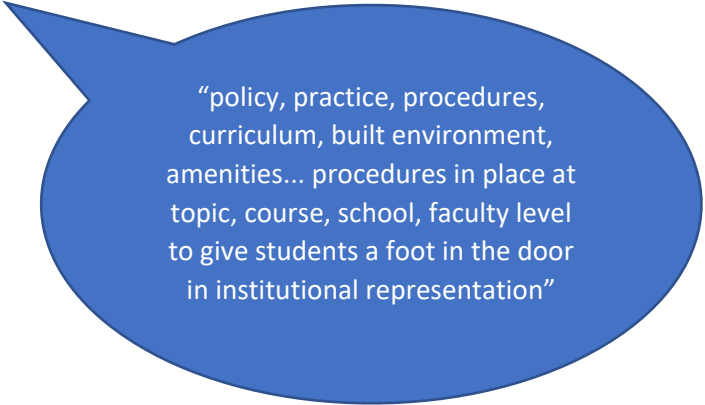 “policy, practice, procedures,
curriculum, built environment,
amenities... procedures in place at
topic, course, school, faculty level
to give students a foot in the door
in institutional representation”